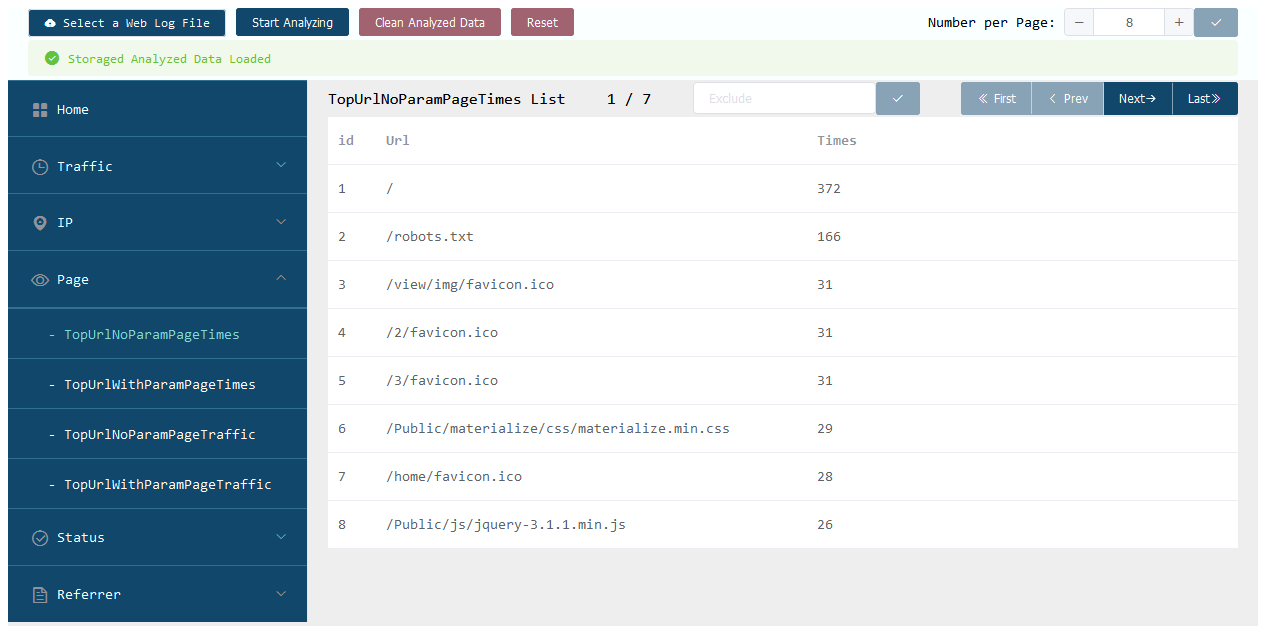 Select a Web Log File Start Analyzing Clean Analyzed Data Reset Number per Page: − 8 +
Storaged Analyzed Data Loaded
Home
Traffic
IP
Page
- TopUrlNoParamPageTimes
- TopUrlWithParamPageTimes
- TopUrlNoParamPageTraffic
- TopUrlWithParamPageTraffic
Status
Referrer
TopUrlNoParamPageTimes List 1 / 7 Exclude « First < Prev Next→ Last»
id Url Times
1 / 372
2 /robots.txt 166
3 /view/img/favicon.ico 31
4 /2/favicon.ico 31
5 /3/favicon.ico 31
6 /Public/materialize/css/materialize.min.css 29
7 /home/favicon.ico 28
8 /Public/js/jquery-3.1.1.min.js 26